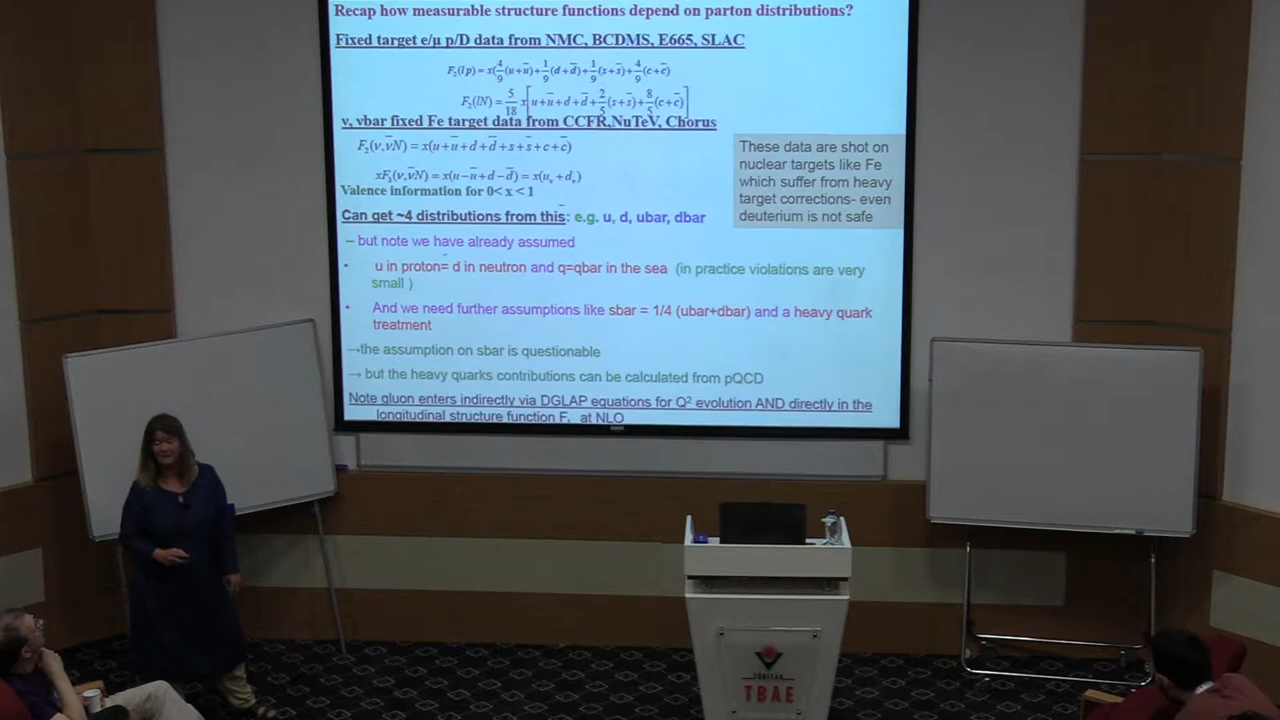 Recap how measurable structure functions depend on parton distributions?
Fixed target e/μ p/D data from NMC, BCDMS, E665, SLAC
F₂(lp)=x(4/9(u+ū)+1/9(d+d̄)+1/9(s+s̄)+4/9(c+c̄)
F₂(lN)=5/18 x[u+ū+d+d̄+2/5(s+s̄)+8/5(c+c̄)]
ν, νbar fixed Fe target data from CCFR,NuTeV, Chorus
F₂(ν,ν̄N)=x(u+ū+d+d̄+s+s̄+c+c̄)
xF₃(ν,ν̄N)=x(u−ū+d−d̄)=x(uᵥ+dᵥ)
Valence information for 0< x < 1
These data are shot on
nuclear targets like Fe
which suffer from heavy
target corrections- even
deuterium is not safe
Can get ~4 distributions from this: e.g. u, d, ubar, dbar
– but note we have already assumed
• u in proton= d in neutron and q=qbar in the sea (in practice violations are very
small )
• And we need further assumptions like sbar = 1/4 (ubar+dbar) and a heavy quark
treatment
→the assumption on sbar is questionable
→ but the heavy quarks contributions can be calculated from pQCD
Note gluon enters indirectly via DGLAP equations for Q² evolution AND directly in the
longitudinal structure function F_L at NLO
TÜBİTAK
TBAE